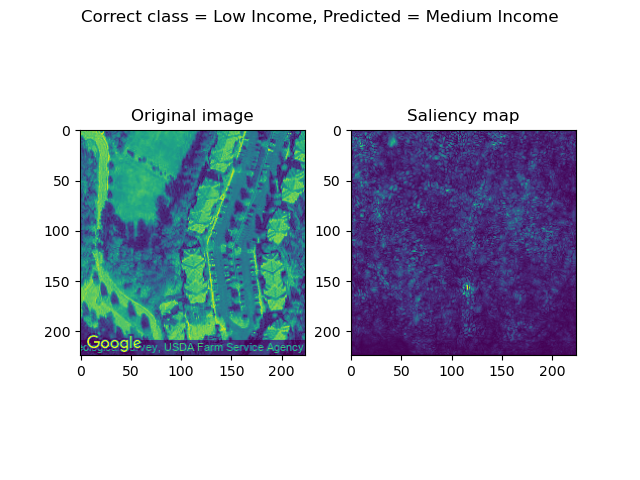 Correct class = Low Income, Predicted = Medium Income
Original image
Saliency map
0
50
100
150
200
0
50
100
150
200
Google
Survey, USDA Farm Service Agency
0 50 100 150 200
0 50 100 150 200